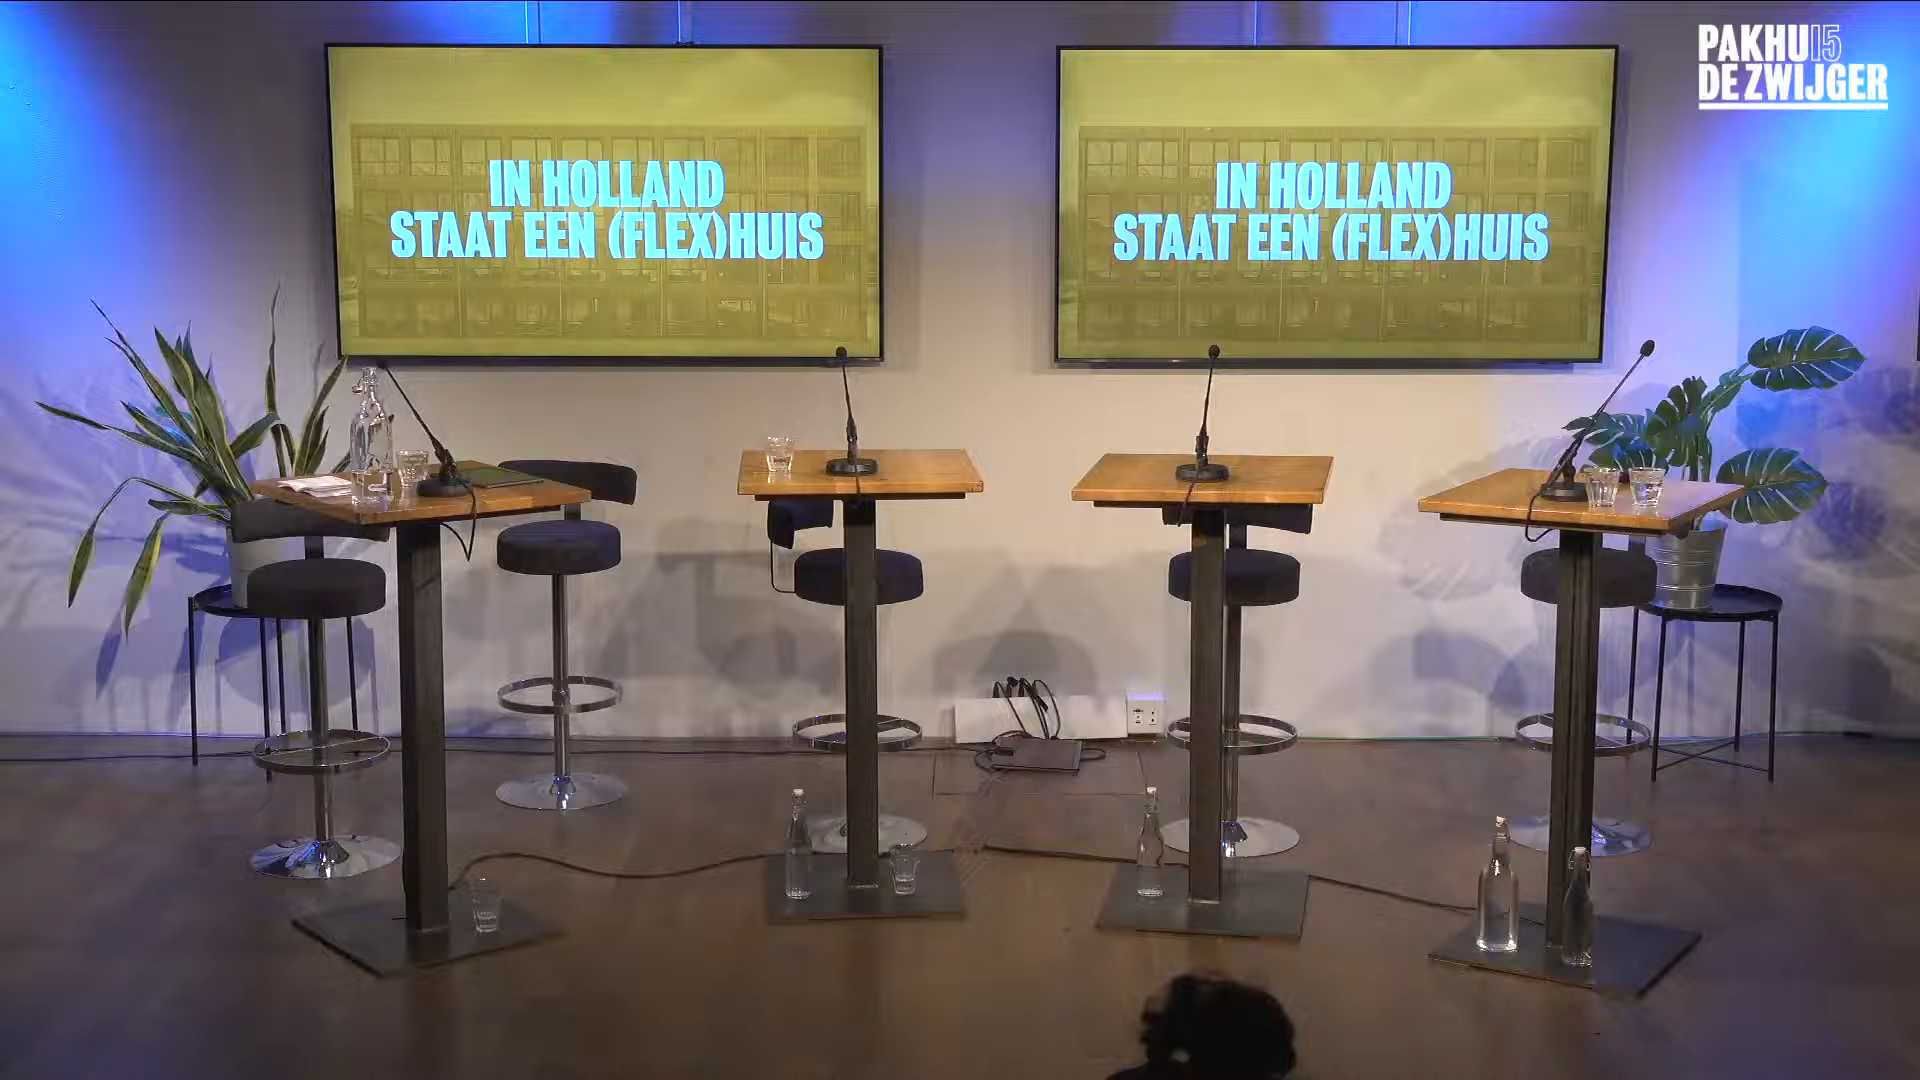 IN HOLLAND
STAAT EEN (FLEX)HUIS
IN HOLLAND
STAAT EEN (FLEX)HUIS
PAKHUIS
DE ZWIJGER